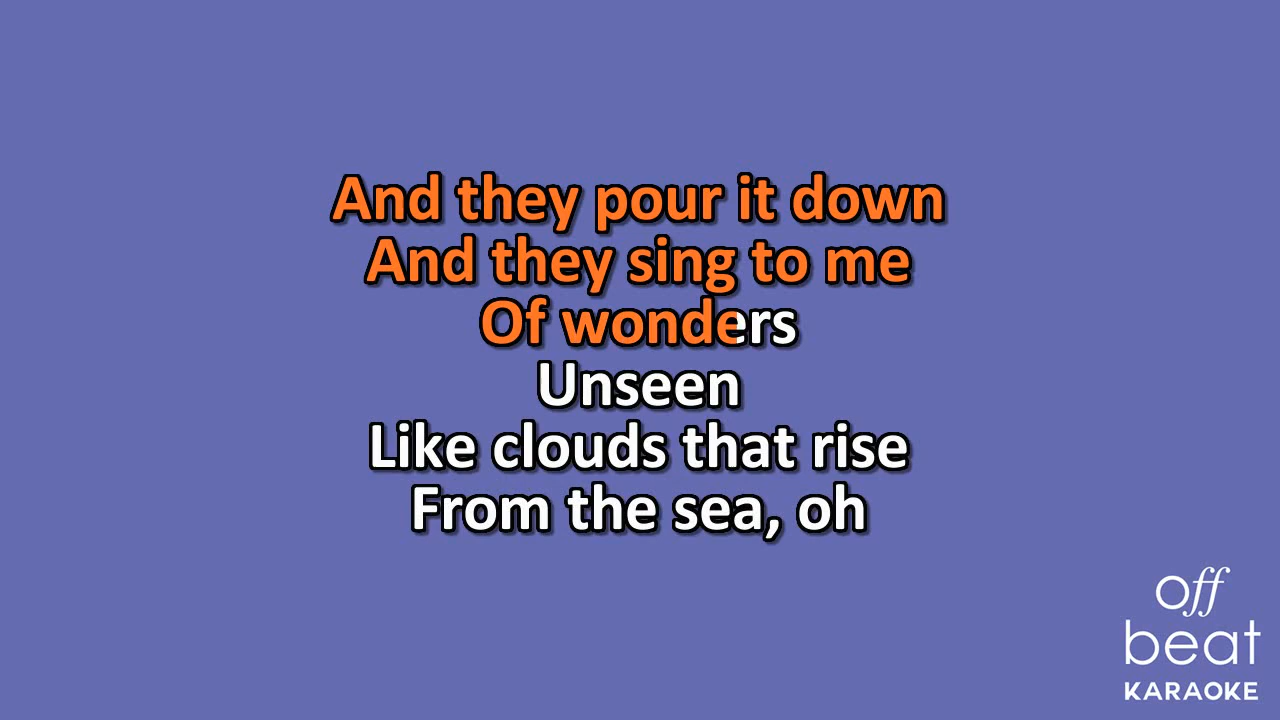 And they pour it down
And they sing to me
Of wonders
Unseen
Like clouds that rise
From the sea, oh
off
beat
KARAOKE